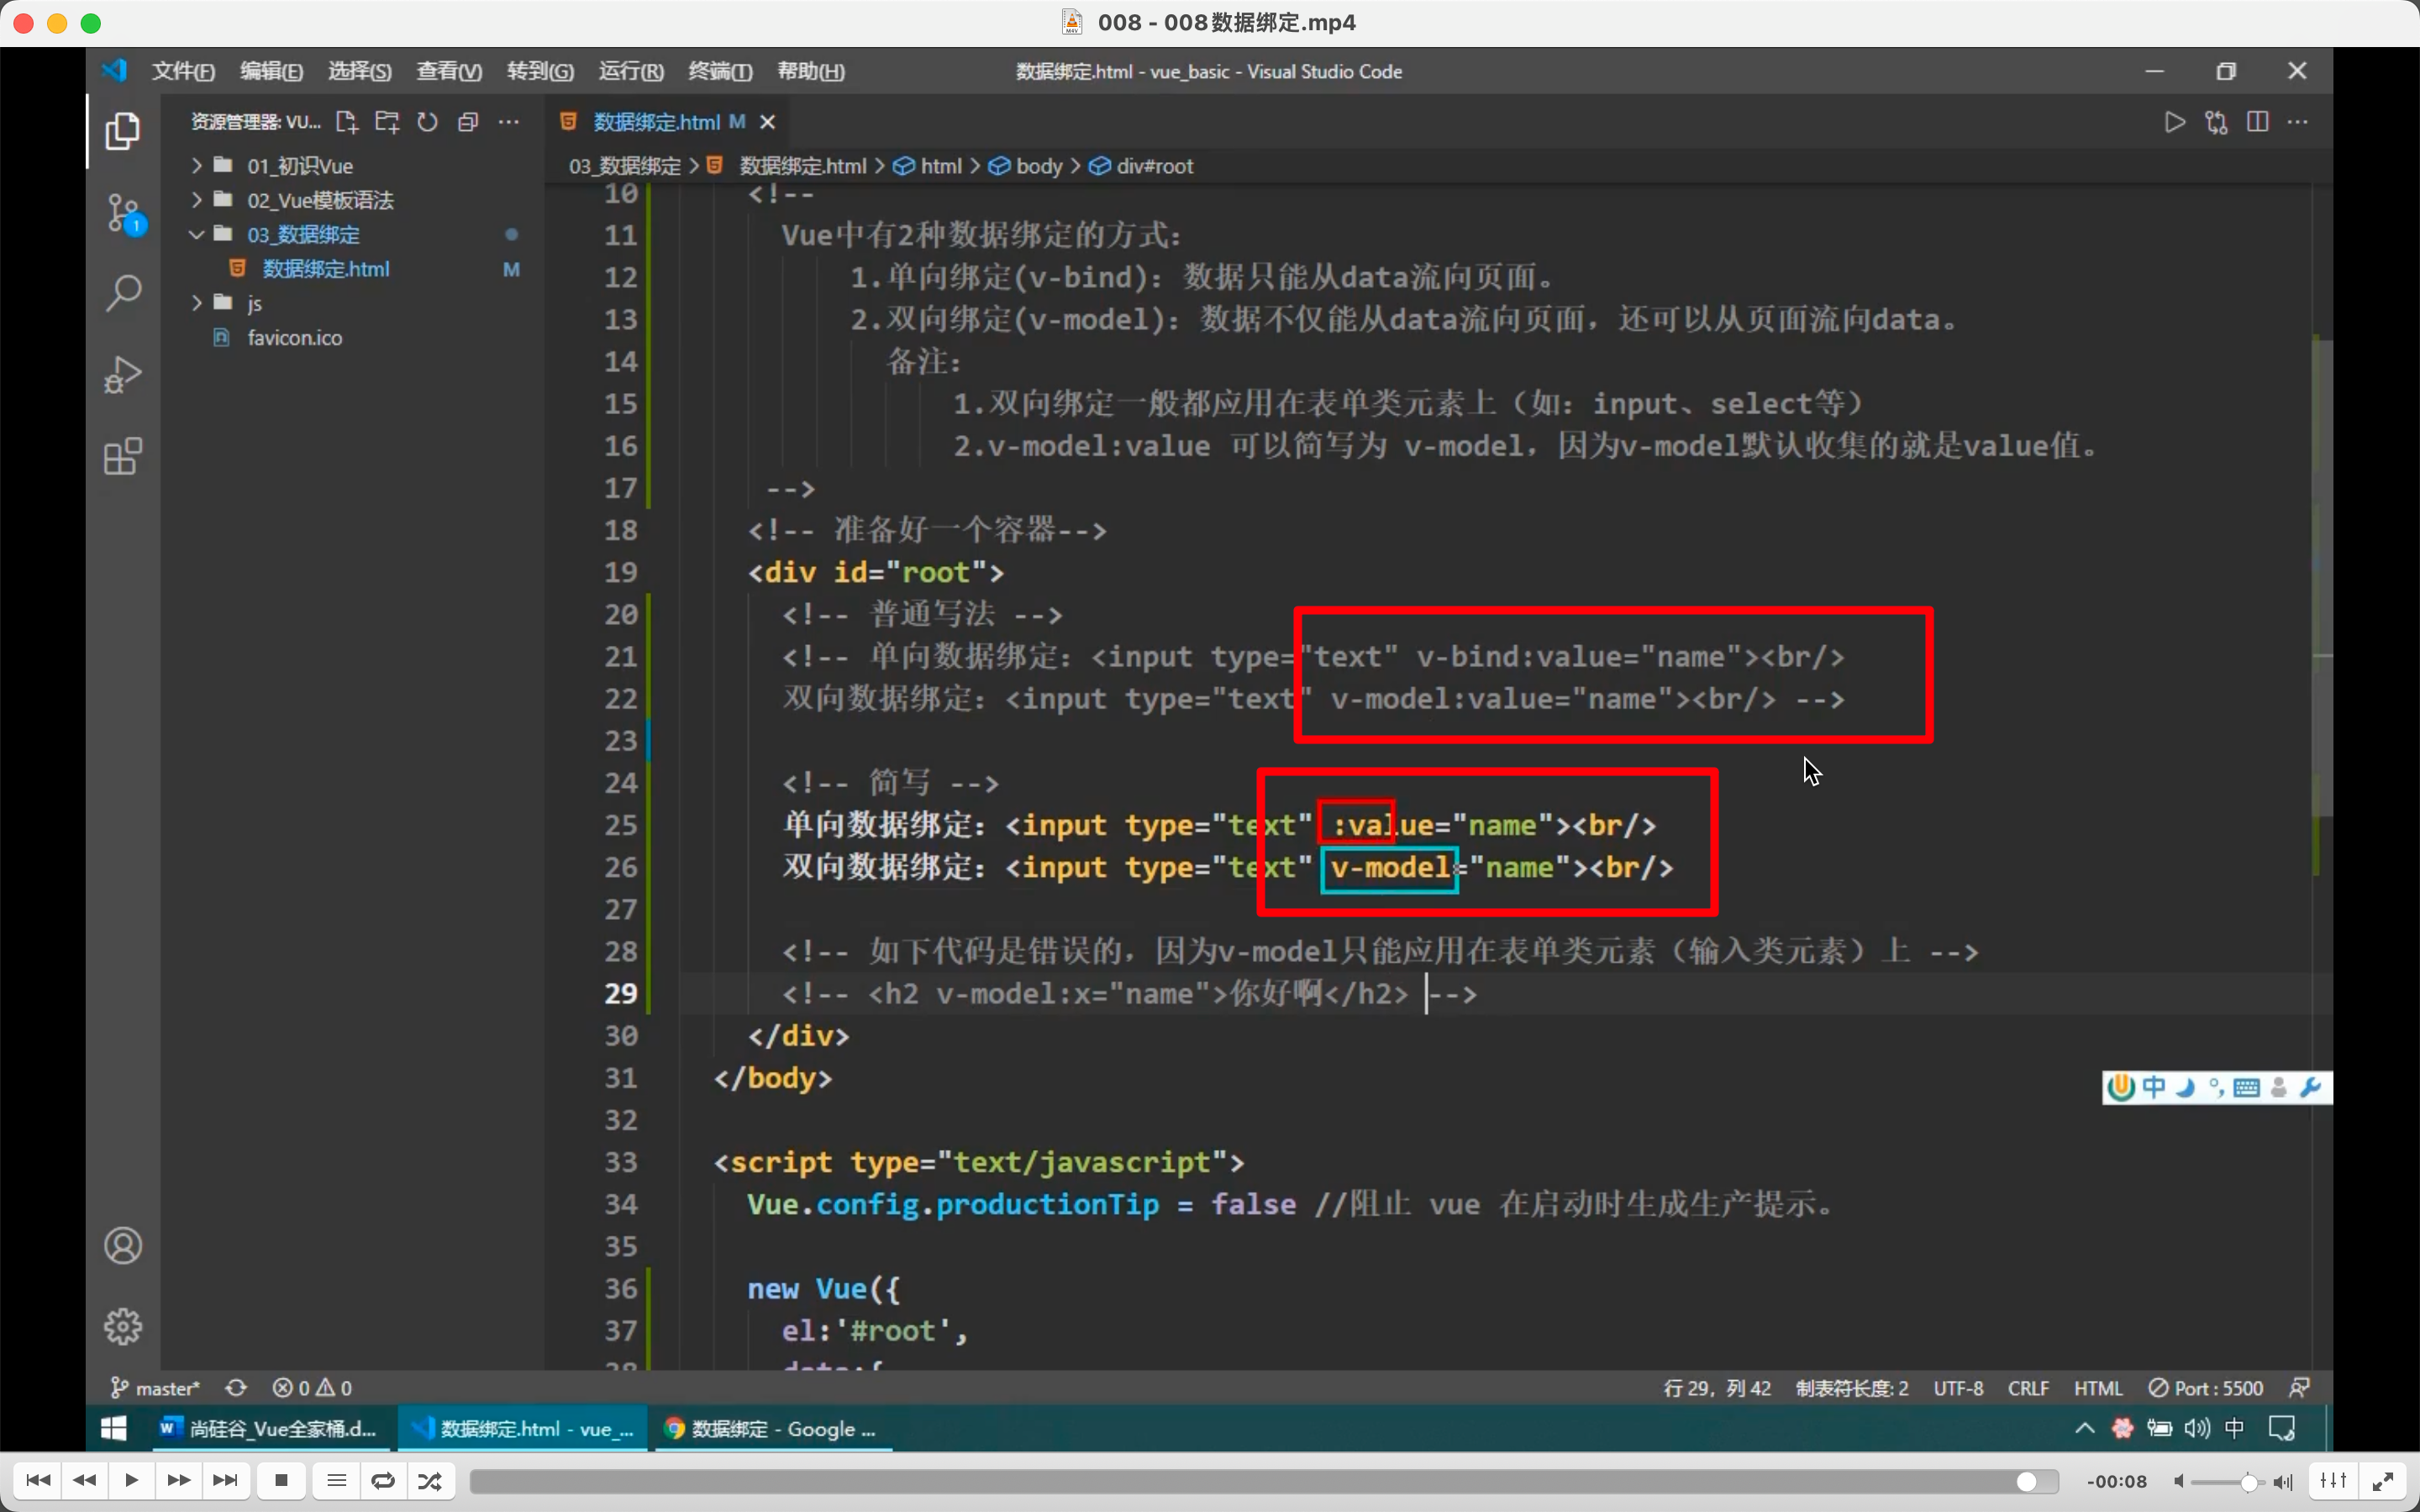 008 - 008数据绑定.mp4
文件(F) 编辑(E) 选择(S) 查看(V) 转到(G) 运行(R) 终端(T) 帮助(H)
数据绑定.html - vue_basic - Visual Studio Code
资源管理器: VU...
数据绑定.html M
01_初识Vue
02_Vue模板语法
03_数据绑定
数据绑定.html M
js
favicon.ico
1
03_数据绑定 > 数据绑定.html > html > body > div#root
10 <!--
11 Vue中有2种数据绑定的方式：
12 1.单向绑定(v-bind)：数据只能从data流向页面。
13 2.双向绑定(v-model)：数据不仅能从data流向页面，还可以从页面流向data。
14 备注：
15 1.双向绑定一般都应用在表单类元素上（如：input、select等）
16 2.v-model:value 可以简写为 v-model，因为v-model默认收集的就是value值。
17 -->
18 <!-- 准备好一个容器-->
19 <div id="root">
20 <!-- 普通写法 -->
21 <!-- 单向数据绑定：<input type="text" v-bind:value="name"><br/>
22 双向数据绑定：<input type="text" v-model:value="name"><br/> -->
23
24 <!-- 简写 -->
25 单向数据绑定：<input type="text" :value="name"><br/>
26 双向数据绑定：<input type="text" v-model="name"><br/>
27
28 <!-- 如下代码是错误的，因为v-model只能应用在表单类元素（输入类元素）上 -->
29 <!-- <h2 v-model:x="name">你好啊</h2> -->
30 </div>
31 </body>
32
33 <script type="text/javascript">
34 Vue.config.productionTip = false //阻止 vue 在启动时生成生产提示。
35
36 new Vue({
37 el:'#root',
38 data:{
中
master* 0 0
行 29，列 42 制表符长度: 2 UTF-8 CRLF HTML Port : 5500
尚硅谷_Vue全家桶.d... 数据绑定.html - vue_... 数据绑定 - Google ...
中
-00:08